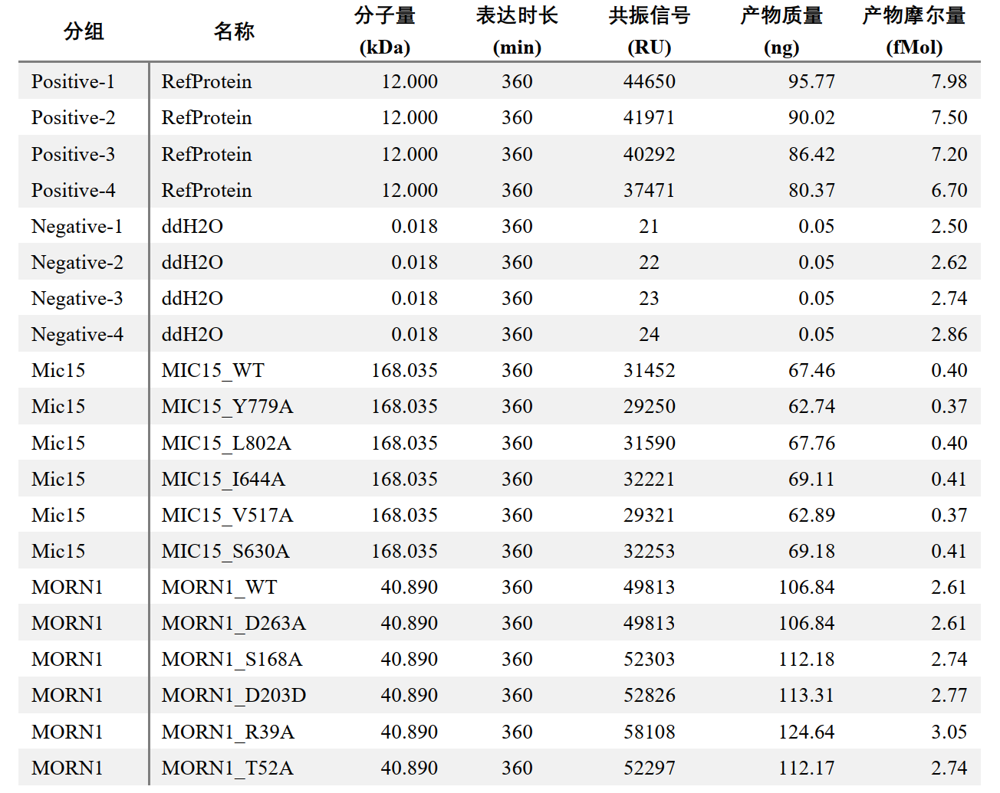 分组 名称 分子量 (kDa) 表达时长 (min) 共振信号 (RU) 产物质量 (ng) 产物摩尔量 (fMol)
Positive-1 RefProtein 12.000 360 44650 95.77 7.98
Positive-2 RefProtein 12.000 360 41971 90.02 7.50
Positive-3 RefProtein 12.000 360 40292 86.42 7.20
Positive-4 RefProtein 12.000 360 37471 80.37 6.70
Negative-1 ddH2O 0.018 360 21 0.05 2.50
Negative-2 ddH2O 0.018 360 22 0.05 2.62
Negative-3 ddH2O 0.018 360 23 0.05 2.74
Negative-4 ddH2O 0.018 360 24 0.05 2.86
Mic15 MIC15_WT 168.035 360 31452 67.46 0.40
Mic15 MIC15_Y779A 168.035 360 29250 62.74 0.37
Mic15 MIC15_L802A 168.035 360 31590 67.76 0.40
Mic15 MIC15_I644A 168.035 360 32221 69.11 0.41
Mic15 MIC15_V517A 168.035 360 29321 62.89 0.37
Mic15 MIC15_S630A 168.035 360 32253 69.18 0.41
MORN1 MORN1_WT 40.890 360 49813 106.84 2.61
MORN1 MORN1_D263A 40.890 360 49813 106.84 2.61
MORN1 MORN1_S168A 40.890 360 52303 112.18 2.74
MORN1 MORN1_D203D 40.890 360 52826 113.31 2.77
MORN1 MORN1_R39A 40.890 360 58108 124.64 3.05
MORN1 MORN1_T52A 40.890 360 52297 112.17 2.74